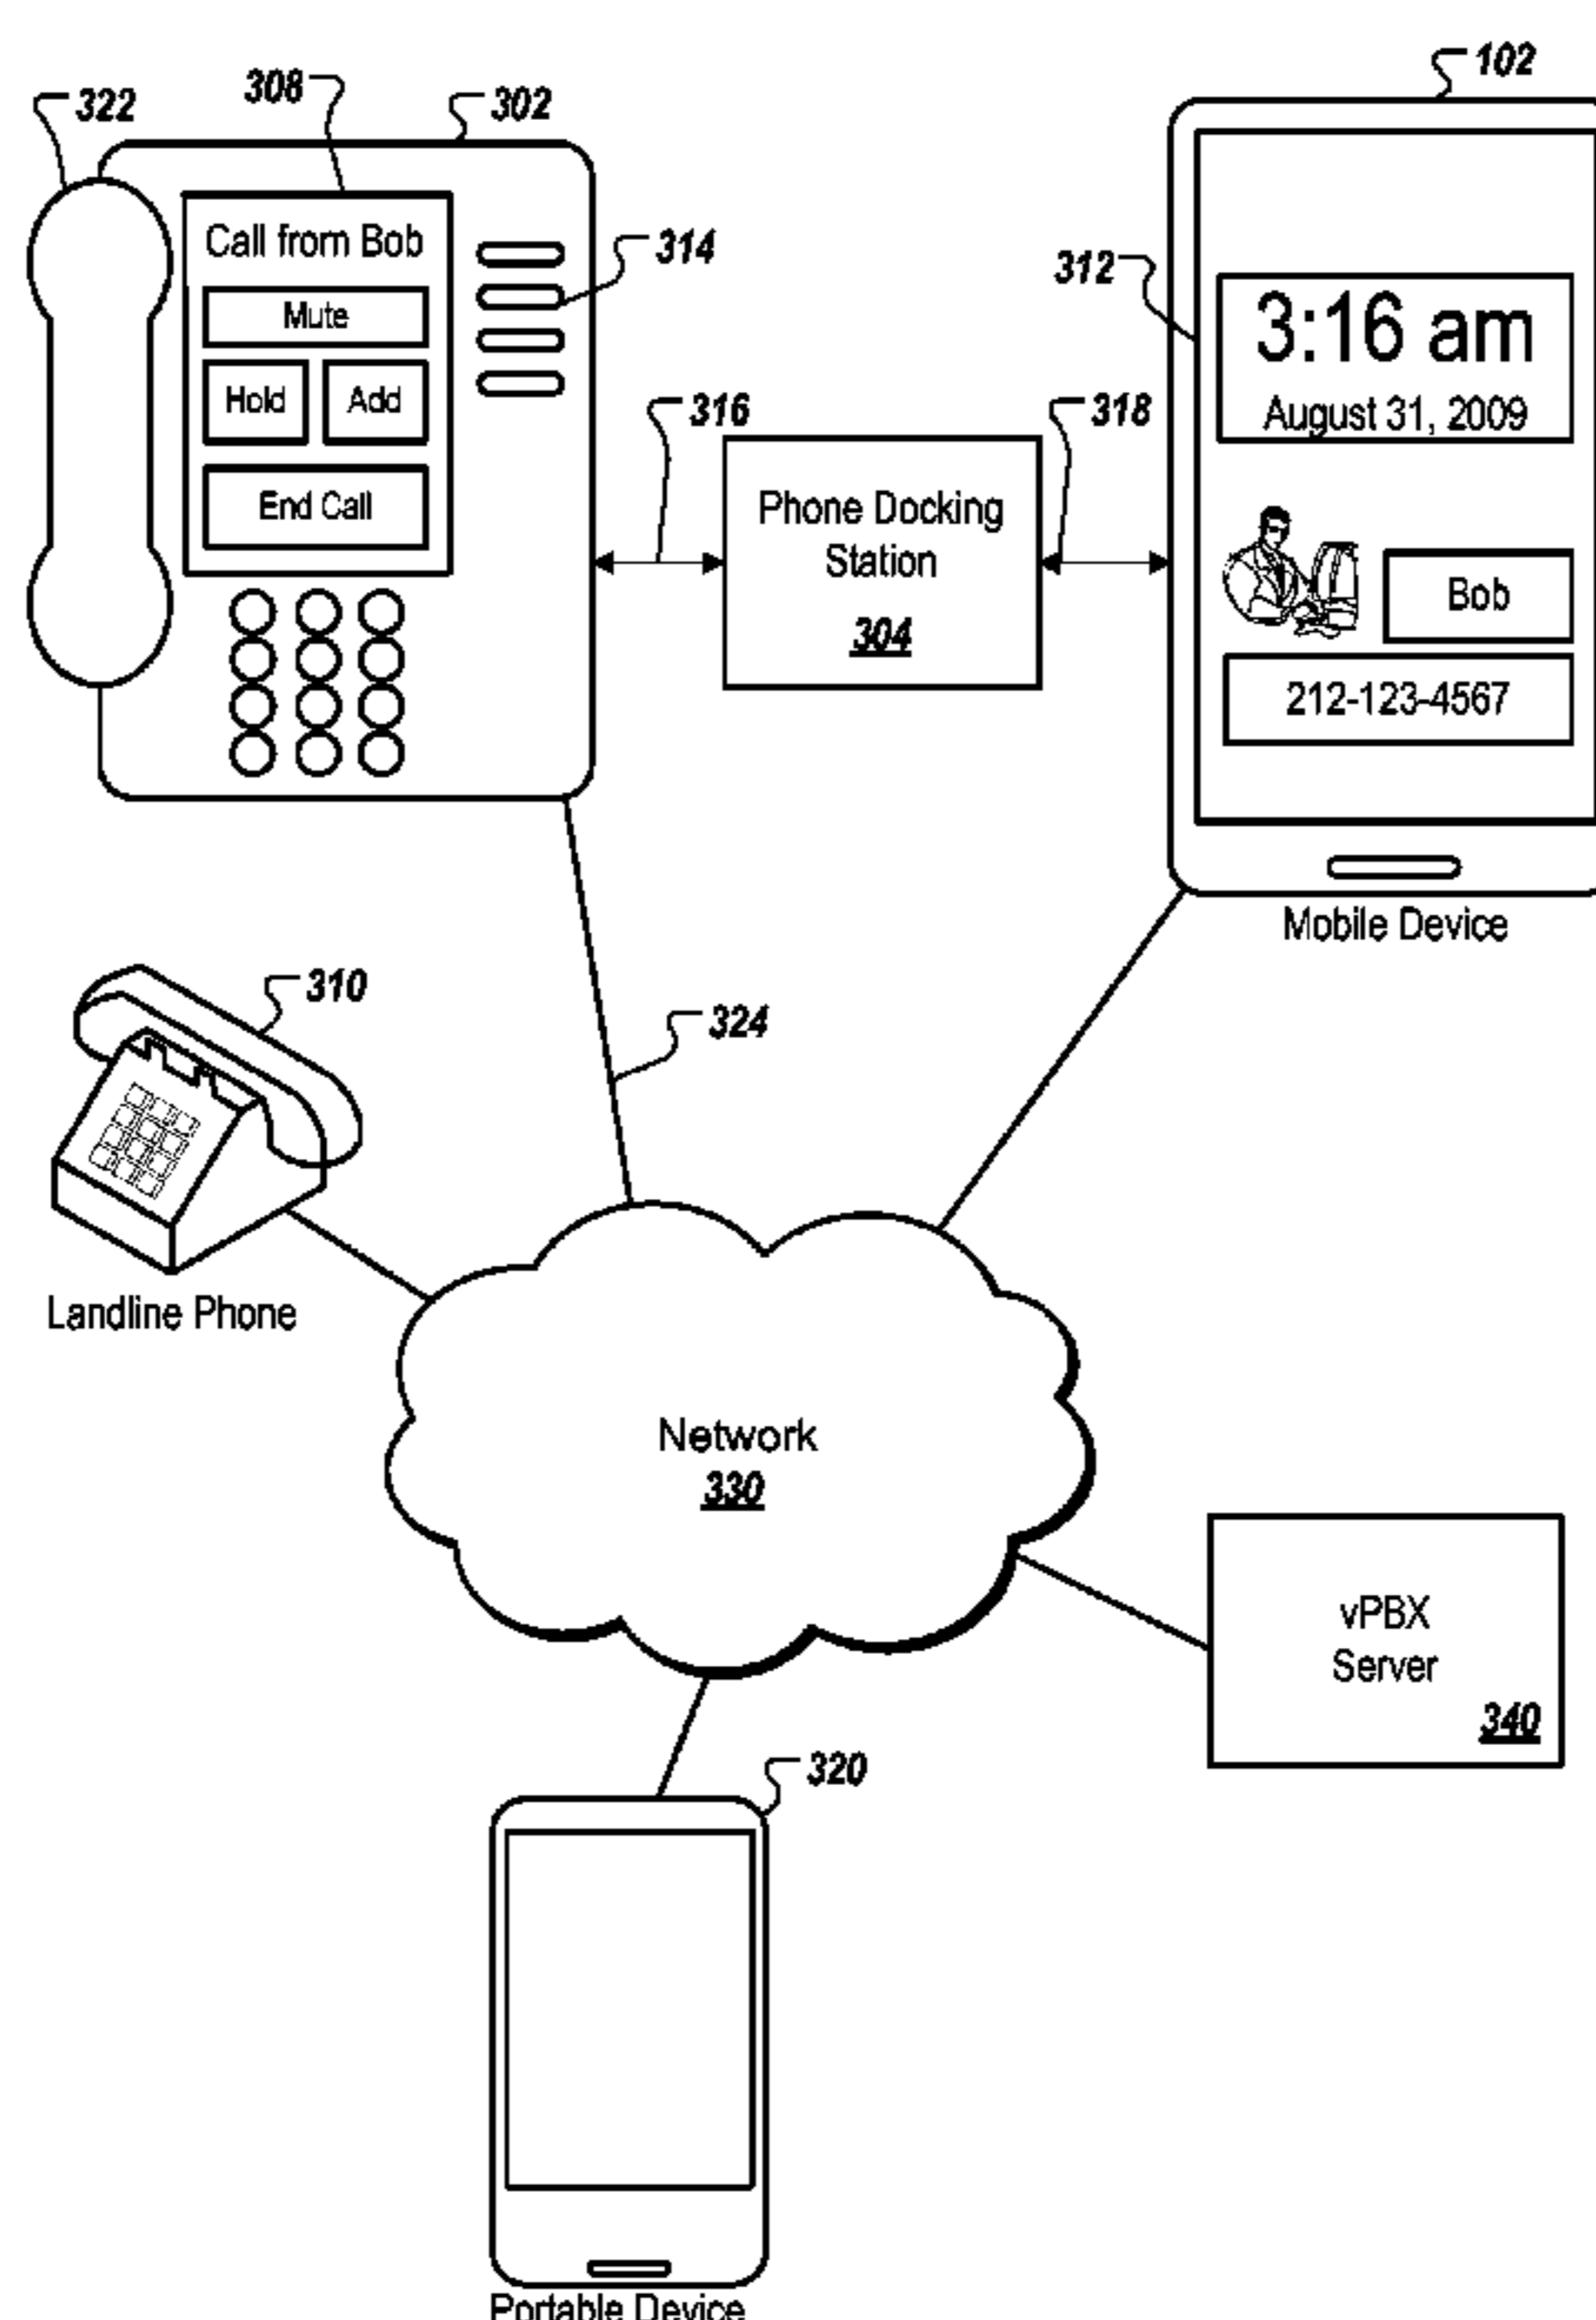 322
308
302
102
Call from Bob
Mute
Hold
Add
End Call
314
312
3:16 am
August 31, 2009
316
318
Phone Docking
Station
304
Bob
212-123-4567
Mobile Device
310
324
Landline Phone
Network
330
vPBX
Server
340
320
Portable Device